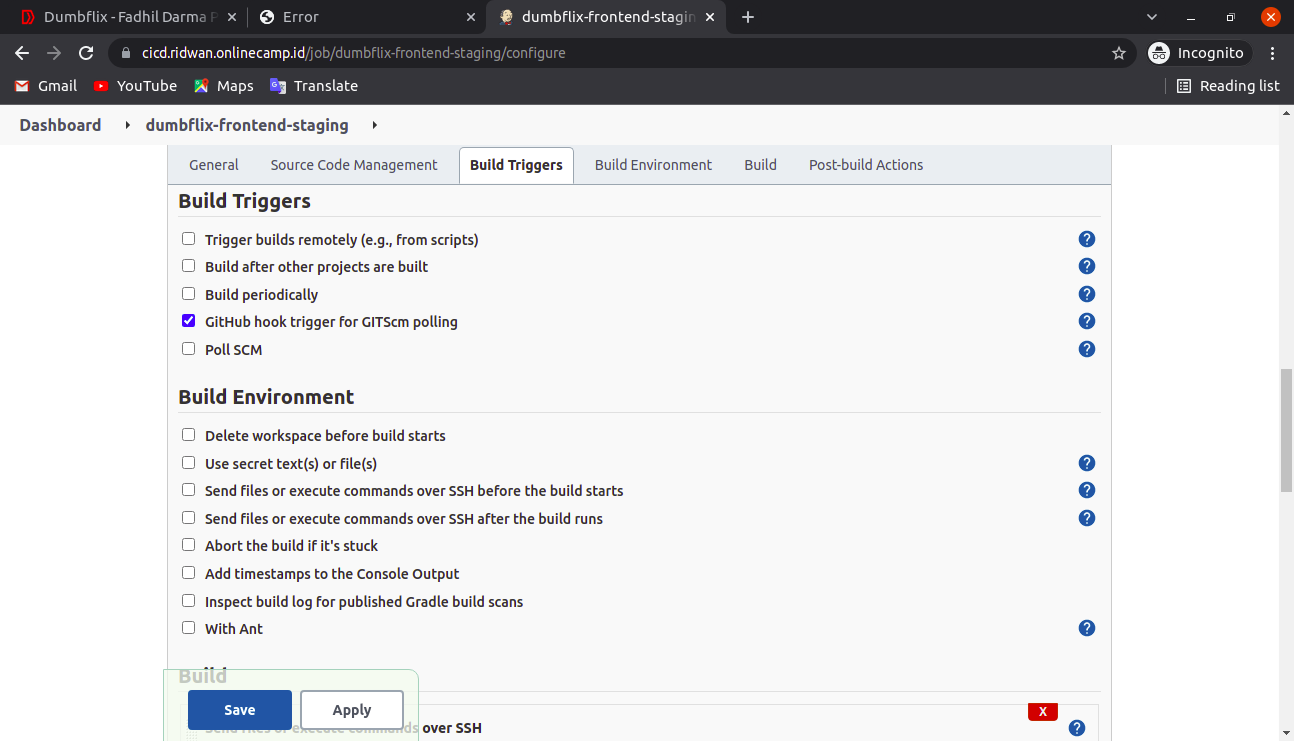 Dumbflix - Fadhil Darma P
Error
dumbflix-frontend-stagin
cicd.ridwan.onlinecamp.id/job/dumbflix-frontend-staging/configure
Incognito
Gmail
YouTube
Maps
Translate
Reading list
Dashboard
dumbflix-frontend-staging
General
Source Code Management
Build Triggers
Build Environment
Build
Post-build Actions
Build Triggers
Trigger builds remotely (e.g., from scripts)
Build after other projects are built
Build periodically
GitHub hook trigger for GITScm polling
Poll SCM
Build Environment
Delete workspace before build starts
Use secret text(s) or file(s)
Send files or execute commands over SSH before the build starts
Send files or execute commands over SSH after the build runs
Abort the build if it's stuck
Add timestamps to the Console Output
Inspect build log for published Gradle build scans
With Ant
Build
Save
Apply
X
Send files or execute commands over SSH